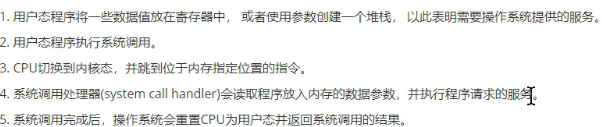 1. 用户态程序将一些数据值放在寄存器中， 或者使用参数创建一个堆栈， 以此表明需要操作系统提供的服务。
2. 用户态程序执行系统调用。
3. CPU切换到内核态，并跳到位于内存指定位置的指令。
4. 系统调用处理器(system call handler)会读取程序放入内存的数据参数，并执行程序请求的服务。
5. 系统调用完成后，操作系统会重置CPU为用户态并返回系统调用的结果。